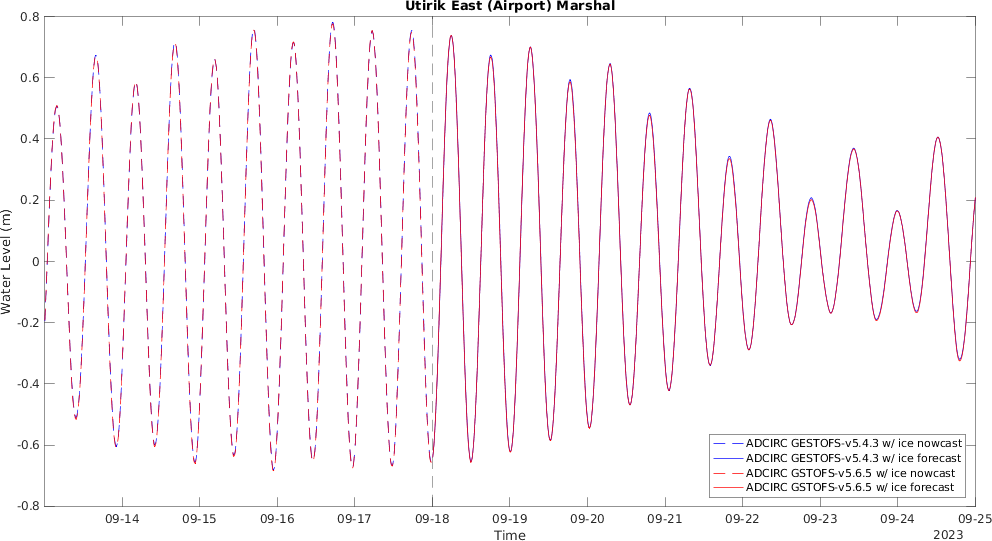 Utirik East (Airport) Marshal
Water Level (m)
0.8
0.6
0.4
0.2
0
-0.2
-0.4
-0.6
-0.8
ADCIRC GESTOFS-v5.4.3 w/ ice nowcast
ADCIRC GESTOFS-v5.4.3 w/ ice forecast
ADCIRC GSTOFS-v5.6.5 w/ ice nowcast
ADCIRC GSTOFS-v5.6.5 w/ ice forecast
09-14 09-15 09-16 09-17 09-18 09-19 09-20 09-21 09-22 09-23 09-24 09-25
Time
2023